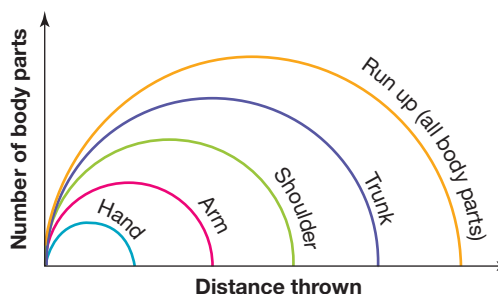 Number of body parts
Hand
Arm
Shoulder
Trunk
Run up (all body parts)
Distance thrown